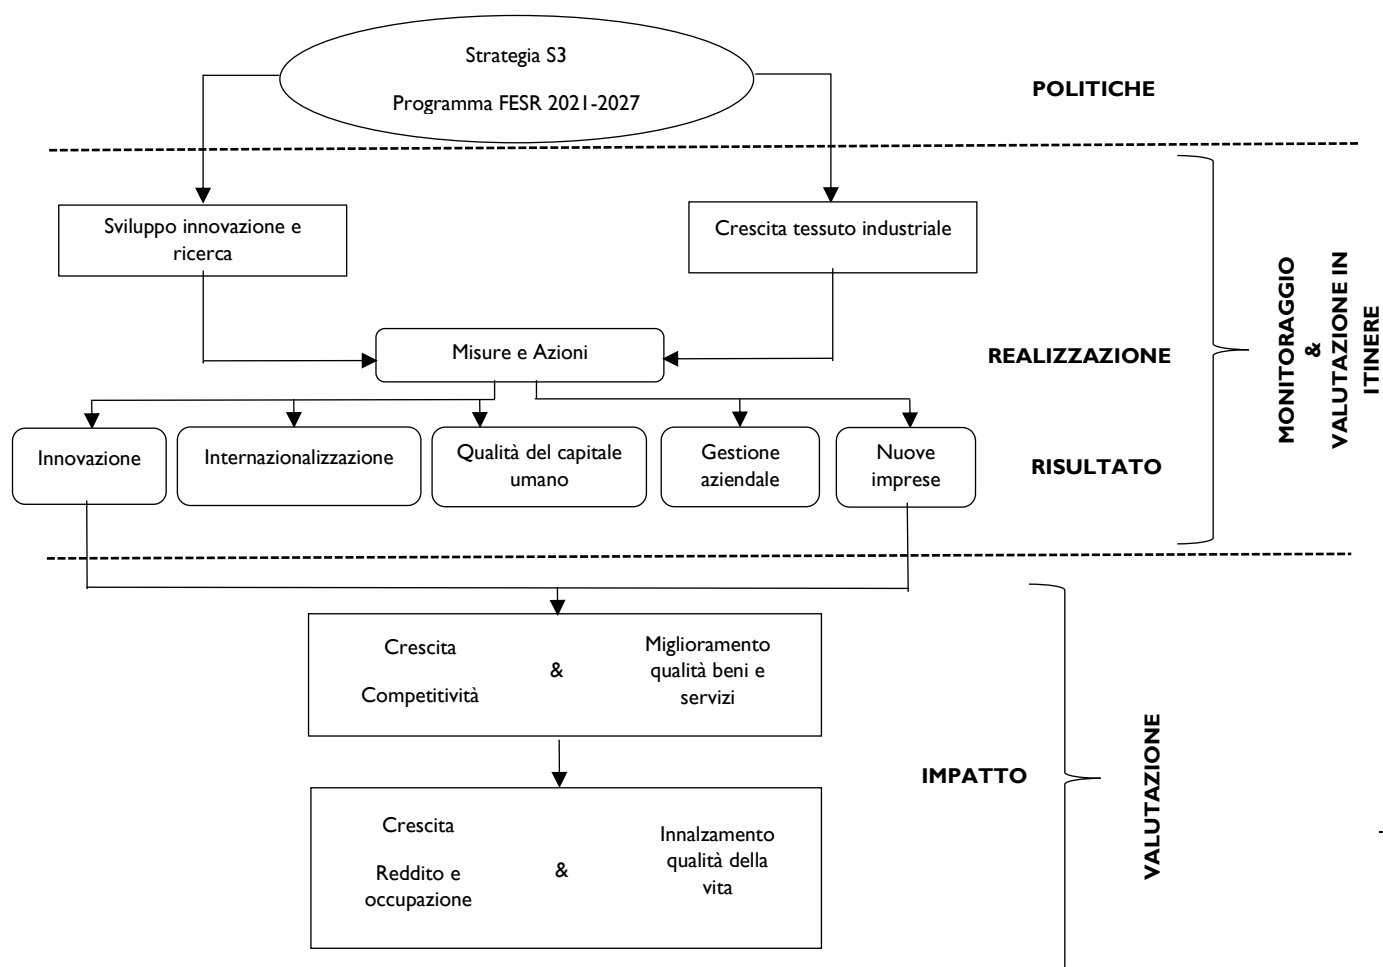 Strategia S3
Programma FESR 2021-2027
POLITICHE
Sviluppo innovazione e
ricerca
Crescita tessuto industriale
Misure e Azioni
REALIZZAZIONE
MONITORAGGIO
&
VALUTAZIONE IN
ITINERE
Innovazione
Internazionalizzazione
Qualità del capitale
umano
Gestione
aziendale
Nuove
imprese
RISULTATO
Crescita
Competitività
&
Miglioramento
qualità beni e
servizi
IMPATTO
VALUTAZIONE
Crescita
Reddito e
occupazione
&
Innalzamento
qualità della
vita